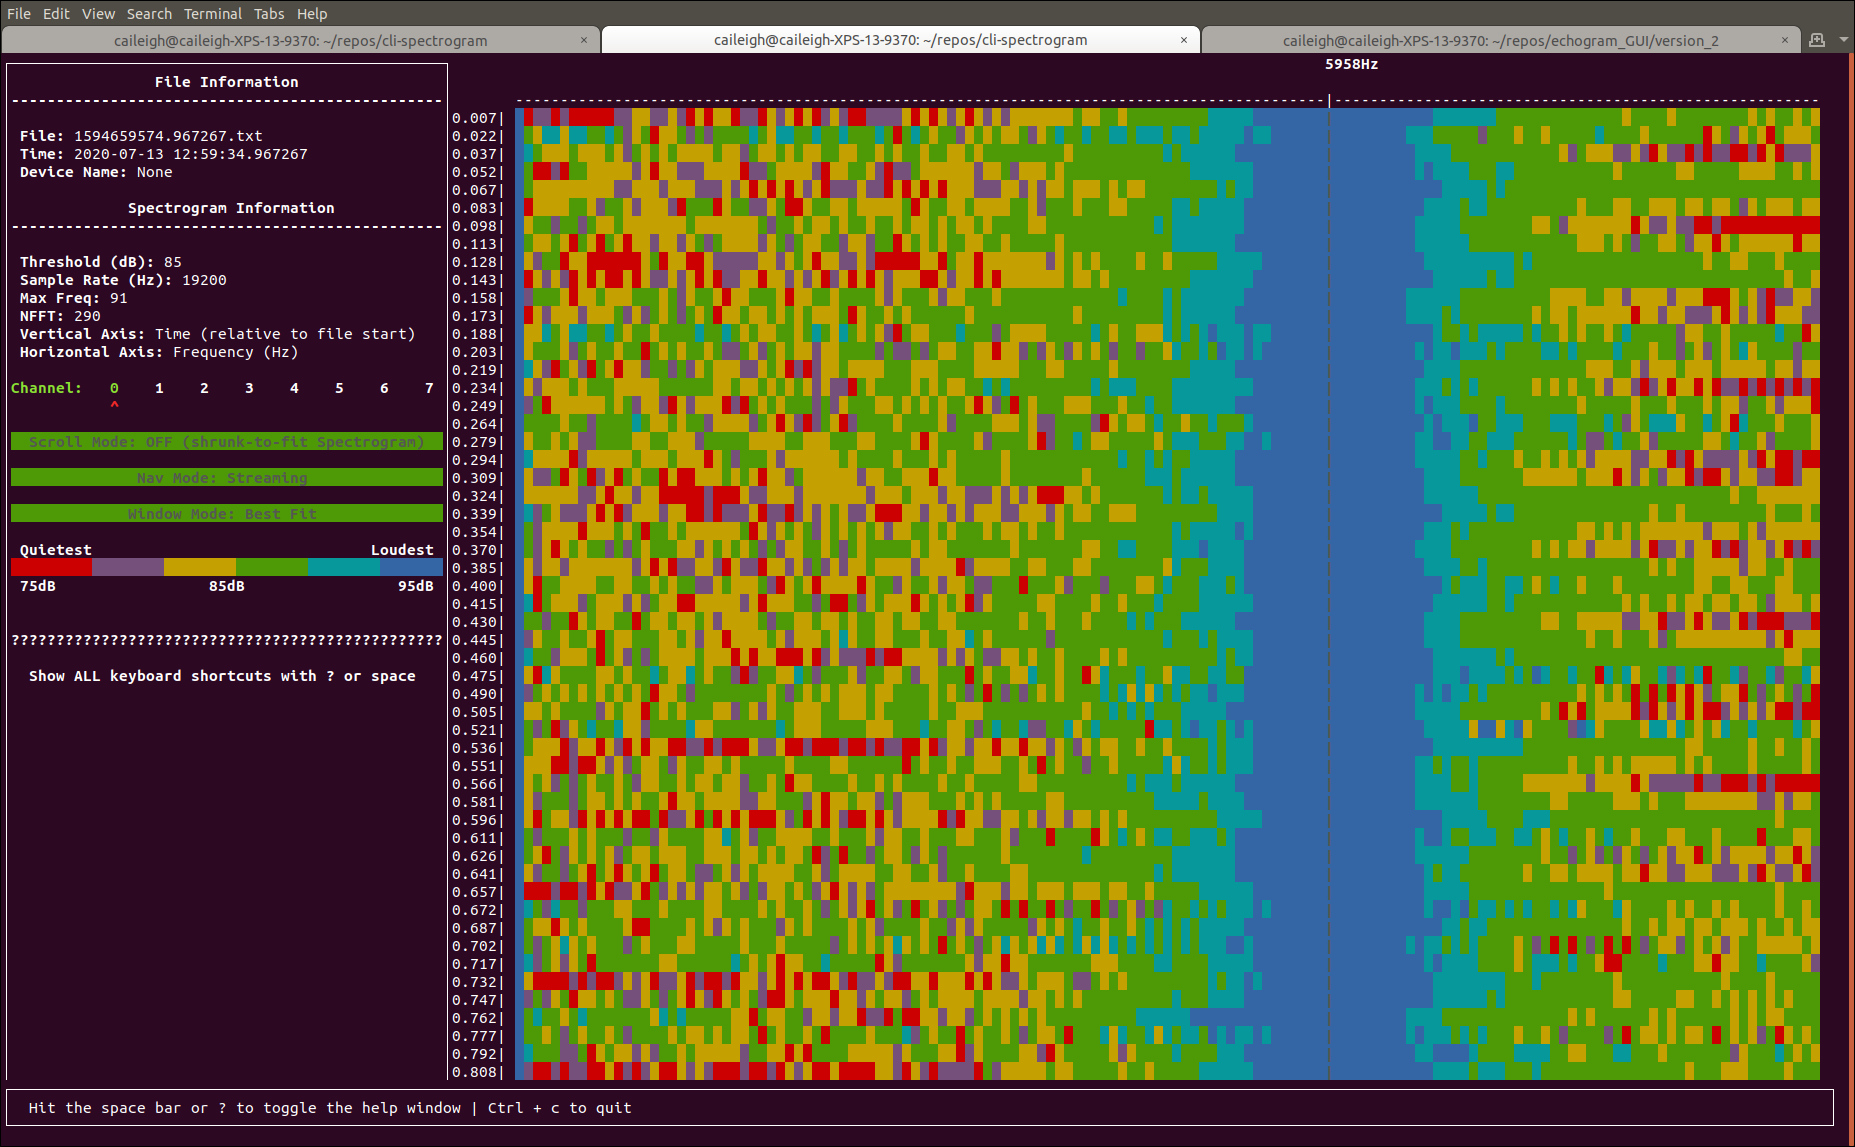 File Edit View Search Terminal Tabs Help
caileigh@caileigh-XPS-13-9370: ~/repos/cli-spectrogram × caileigh@caileigh-XPS-13-9370: ~/repos/cli-spectrogram × caileigh@caileigh-XPS-13-9370: ~/repos/echogram_GUI/version_2 ×
5958Hz
File Information
------------------------------------------------
File: 1594659574.967267.txt
Time: 2020-07-13 12:59:34.967267
Device Name: None
Spectrogram Information
------------------------------------------------
Threshold (dB): 85
Sample Rate (Hz): 19200
Max Freq: 91
NFFT: 290
Vertical Axis: Time (relative to file start)
Horizontal Axis: Frequency (Hz)
Channel: 0 1 2 3 4 5 6 7
^
Scroll Mode: OFF (shrunk-to-fit Spectrogram)
Nav Mode: Streaming
Window Mode: Best Fit
Quietest Loudest
75dB 85dB 95dB
????????????????????????????????????????????????
Show ALL keyboard shortcuts with ? or space
0.007|
0.022|
0.037|
0.052|
0.067|
0.083|
0.098|
0.113|
0.128|
0.143|
0.158|
0.173|
0.188|
0.203|
0.219|
0.234|
0.249|
0.264|
0.279|
0.294|
0.309|
0.324|
0.339|
0.354|
0.370|
0.385|
0.400|
0.415|
0.430|
0.445|
0.460|
0.475|
0.490|
0.505|
0.521|
0.536|
0.551|
0.566|
0.581|
0.596|
0.611|
0.626|
0.641|
0.657|
0.672|
0.687|
0.702|
0.717|
0.732|
0.747|
0.762|
0.777|
0.792|
0.808|
Hit the space bar or ? to toggle the help window | Ctrl + c to quit